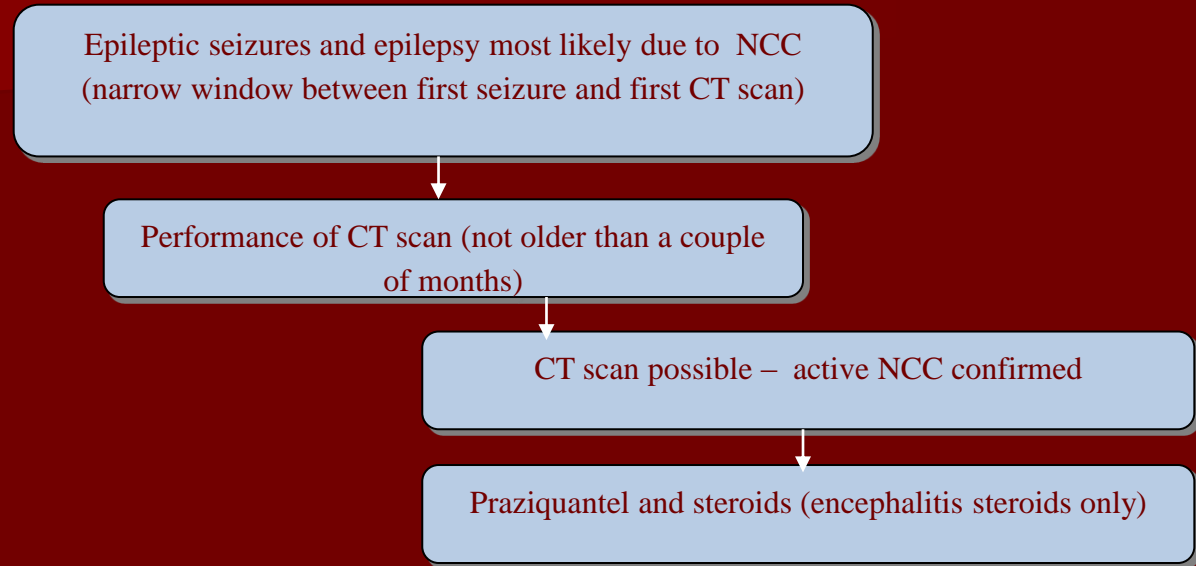 Epileptic seizures and epilepsy most likely due to NCC
(narrow window between first seizure and first CT scan)
Performance of CT scan (not older than a couple
of months)
CT scan possible – active NCC confirmed
Praziquantel and steroids (encephalitis steroids only)